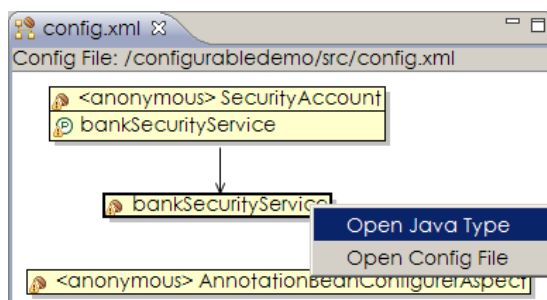 config.xml
Config File: /configurabledemo/src/config.xml
<anonymous> SecurityAccount
bankSecurityService
bankSecurityService
Open Java Type
Open Config File
<anonymous> AnnotationBeanConfigurerAspect